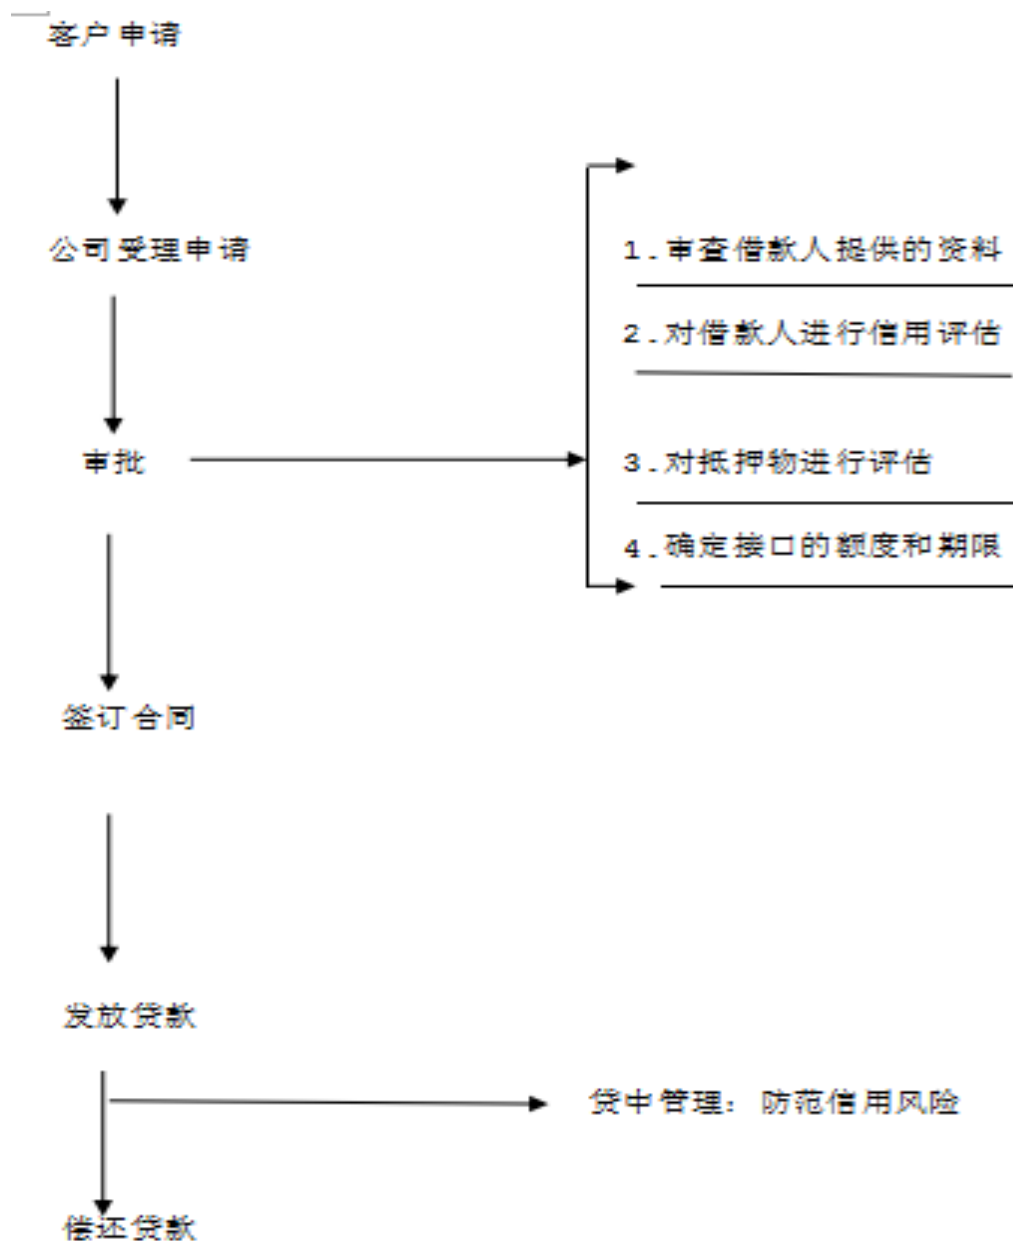 客户申请
公司受理申请
1.审查借款人提供的资料
2.对借款人进行信用评估
审批
3.对抵押物进行评估
4.确定接口的额度和期限
签订合同
发放贷款
贷中管理：防范信用风险
偿还贷款